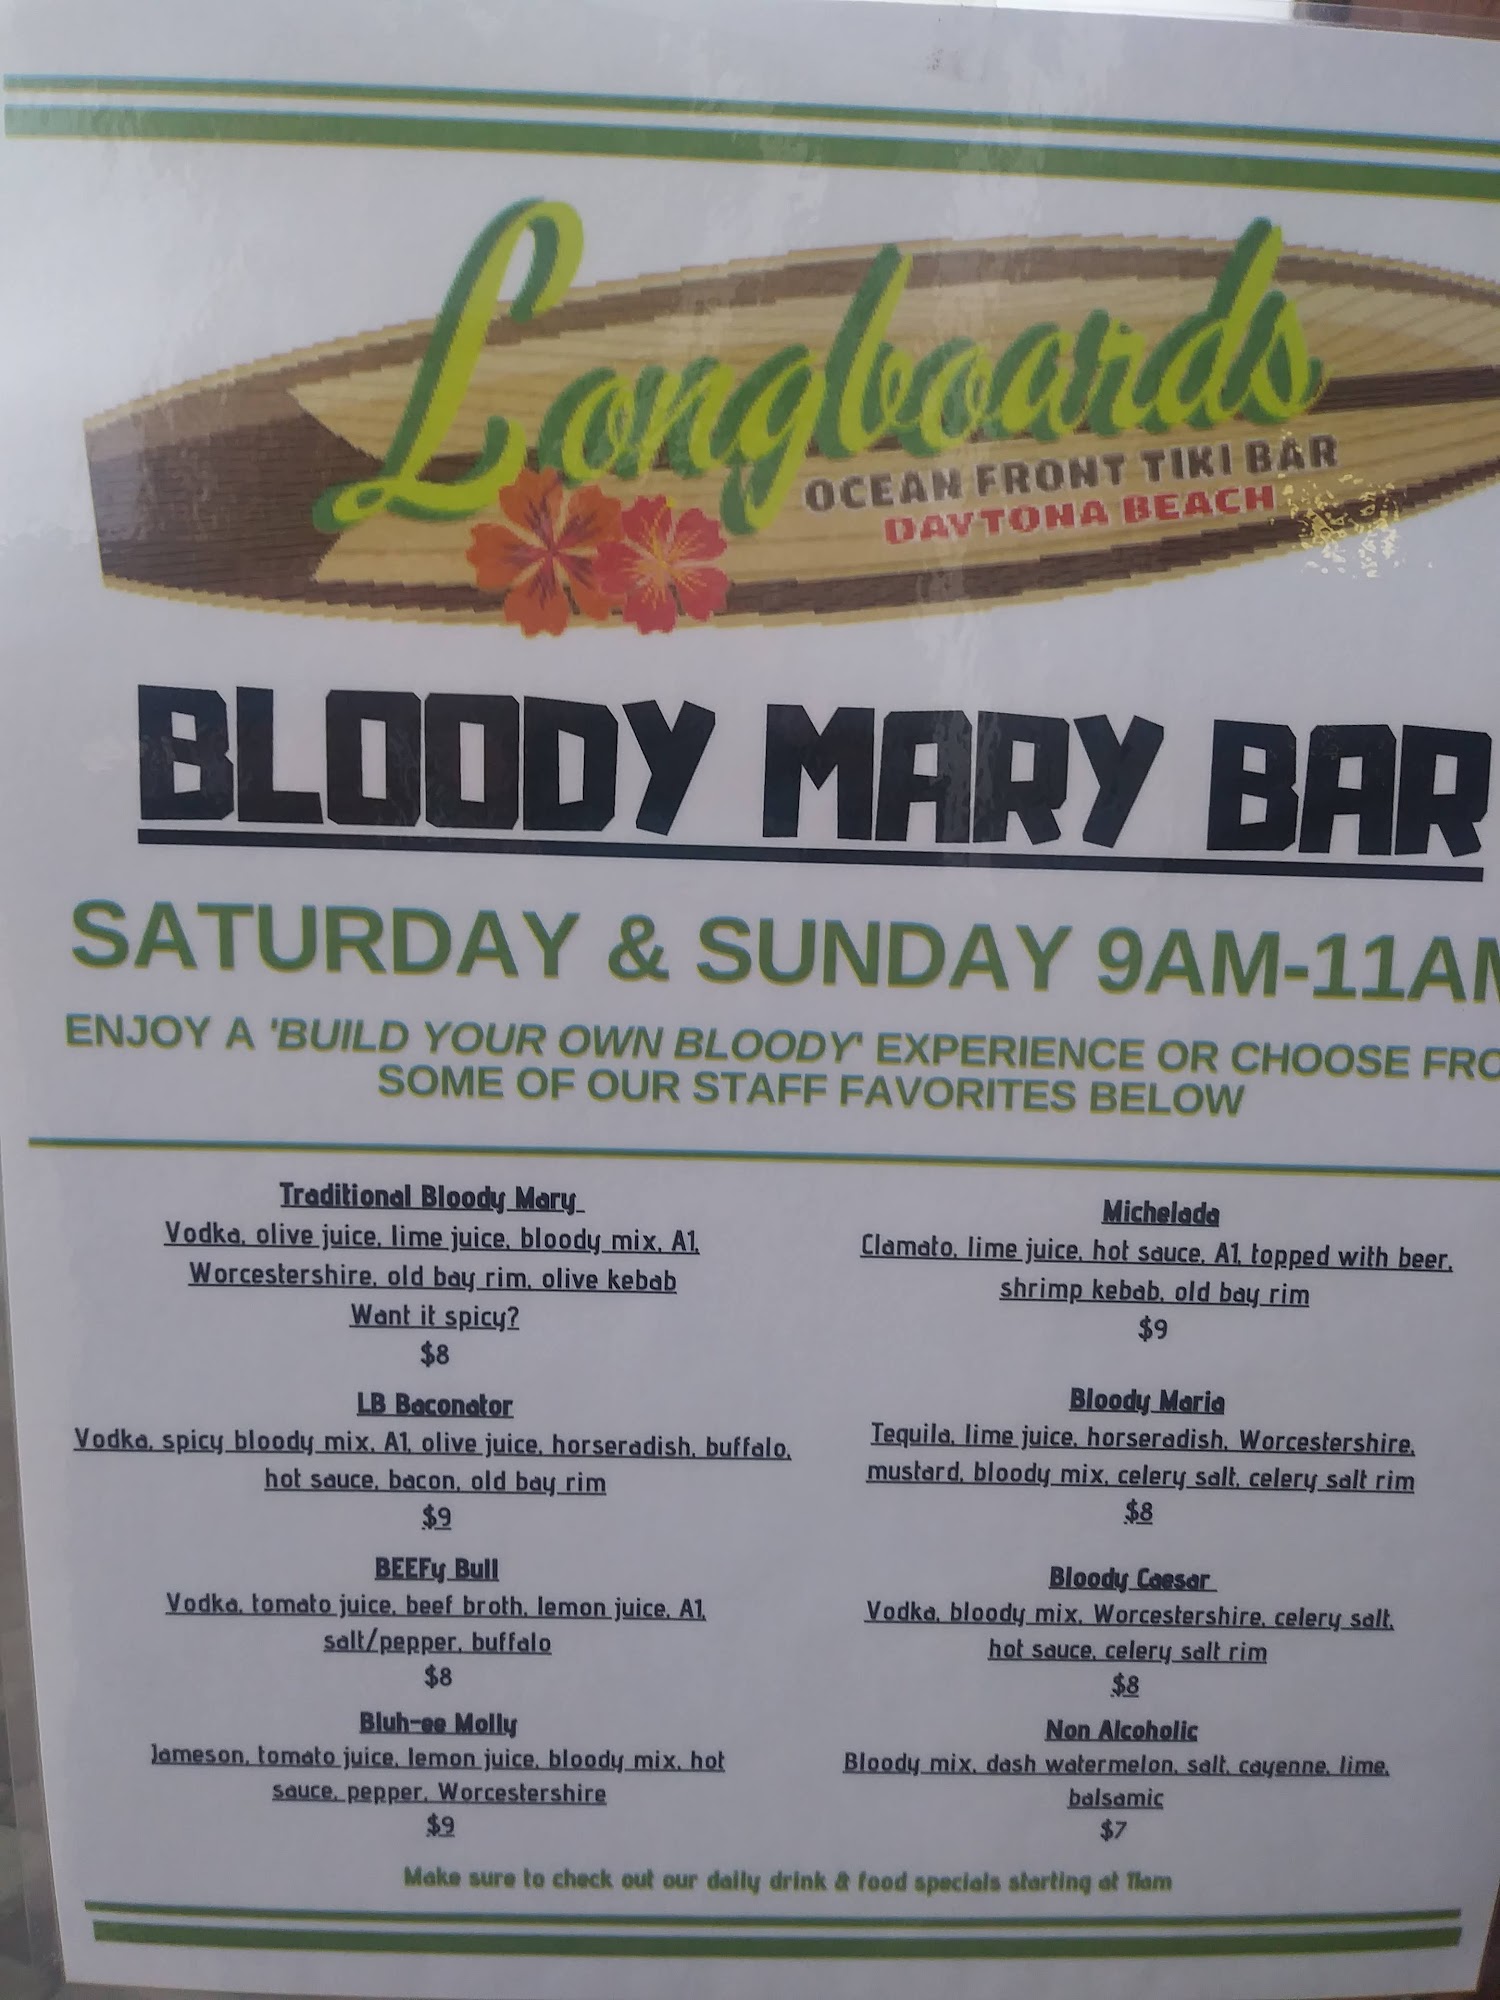 Longboards
OCEAN FRONT TIKI BAR
DAYTONA BEACH
BLOODY MARY BAR
SATURDAY & SUNDAY 9AM-11AM
ENJOY A 'BUILD YOUR OWN BLOODY' EXPERIENCE OR CHOOSE FRO
SOME OF OUR STAFF FAVORITES BELOW
Traditional Bloody Mary
Vodka, olive juice, lime juice, bloody mix, A1,
Worcestershire, old bay rim, olive kebab
Want it spicy?
$8
LB Baconator
Vodka, spicy bloody mix, A1, olive juice, horseradish, buffalo,
hot sauce, bacon, old bay rim
$9
BEEFy Bull
Vodka, tomato juice, beef broth, lemon juice, A1,
salt/pepper, buffalo
$8
Bluh-ee Molly
Jameson, tomato juice, lemon juice, bloody mix, hot
sauce, pepper, Worcestershire
$9
Michelada
Clamato, lime juice, hot sauce, A1, topped with beer,
shrimp kebab, old bay rim
$9
Bloody Maria
Tequila, lime juice, horseradish, Worcestershire,
mustard, bloody mix, celery salt, celery salt rim
$8
Bloody Caesar
Vodka, bloody mix, Worcestershire, celery salt,
hot sauce, celery salt rim
$8
Non Alcoholic
Bloody mix, dash watermelon, salt, cayenne, lime,
balsamic
$7
Make sure to check out our daily drink & food specials starting at 11am